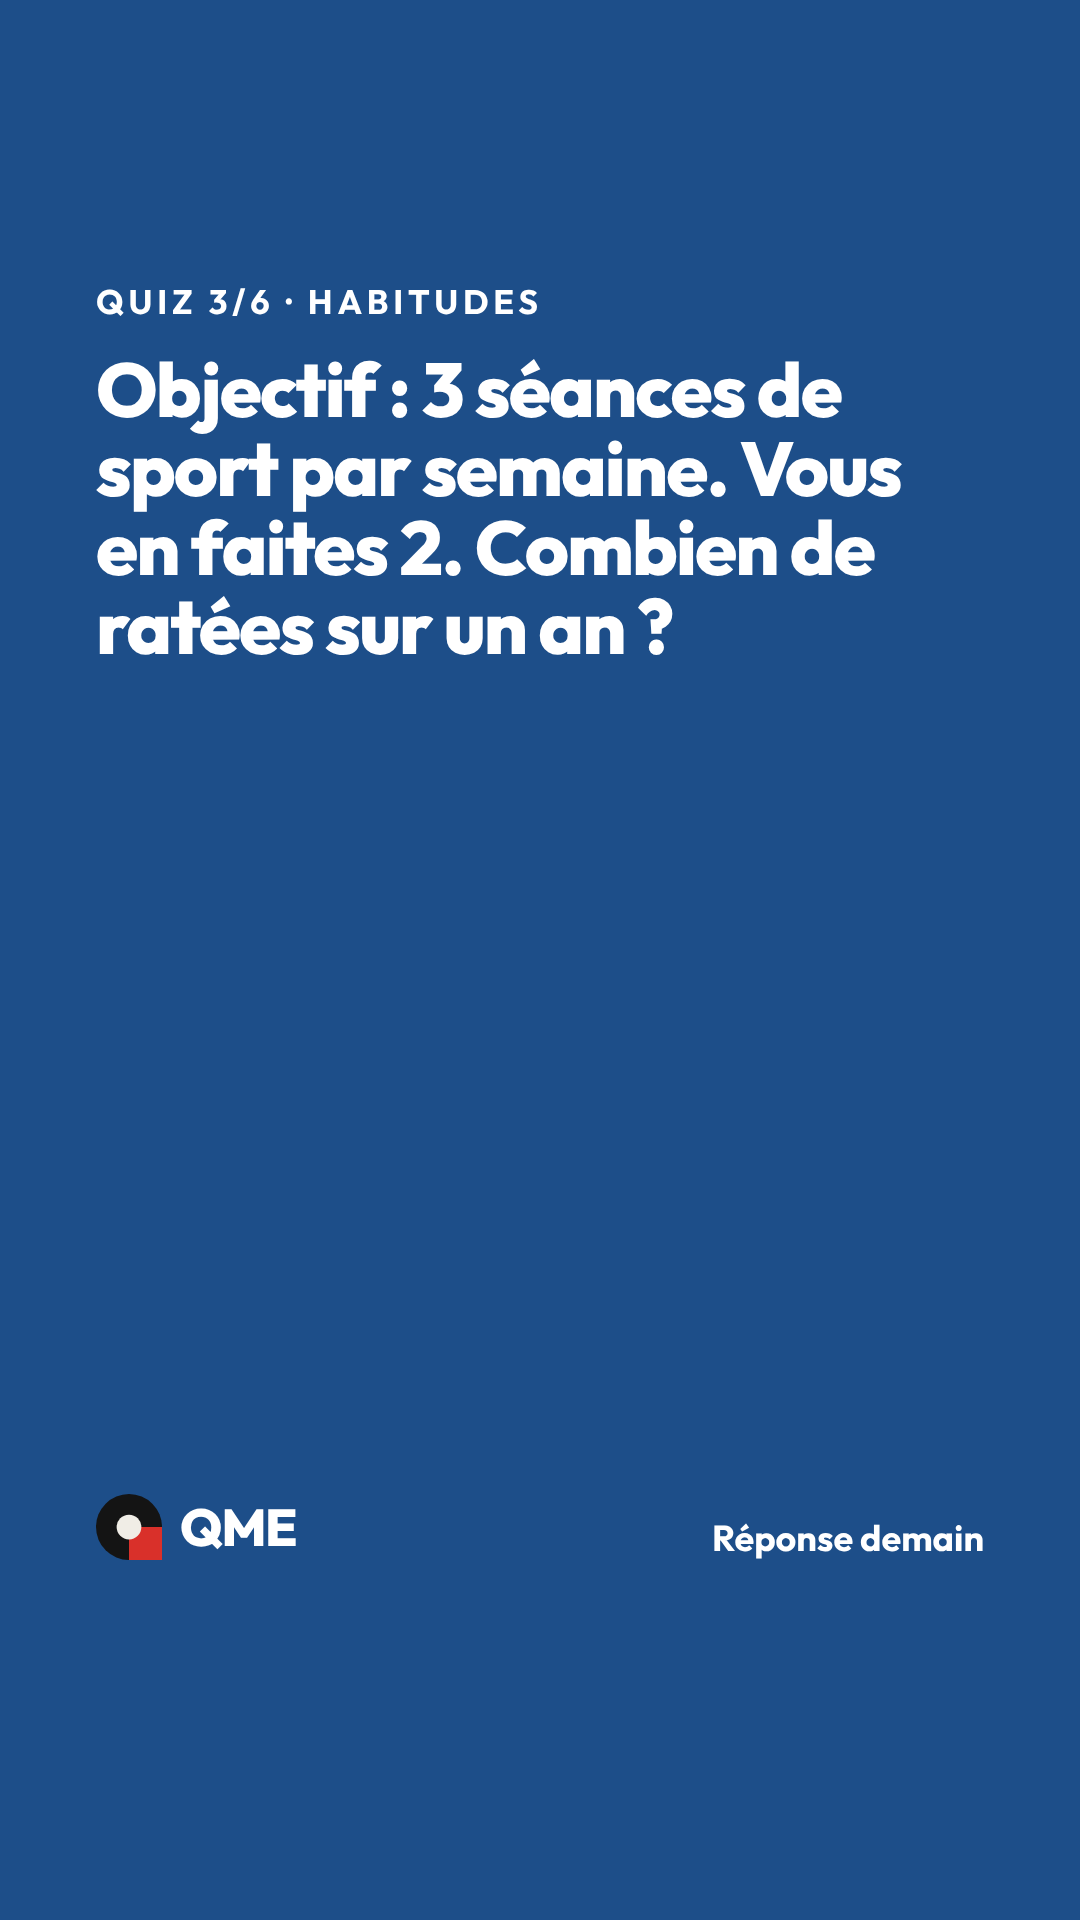 QUIZ 3/6 · HABITUDES
Objectif : 3 séances de
sport par semaine. Vous
en faites 2. Combien de
ratées sur un an ?
QME
Réponse demain